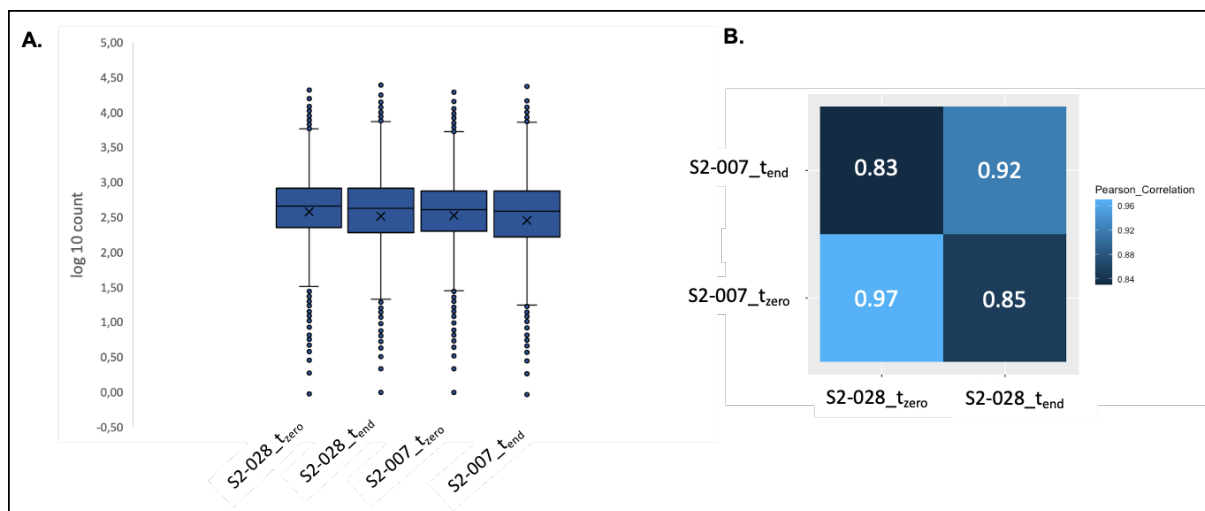 A.
5,00
4,50
4,00
3,50
3,00
2,50
2,00
1,50
1,00
0,50
0,00
-0,50
log 10 count
S2-028_tzero
S2-028_tend
S2-007_tzero
S2-007_tend
B.
S2-007_tend
0.83 0.92
S2-007_tzero
0.97 0.85
S2-028_tzero S2-028_tend
Pearson_Correlation
0.96
0.92
0.88
0.84